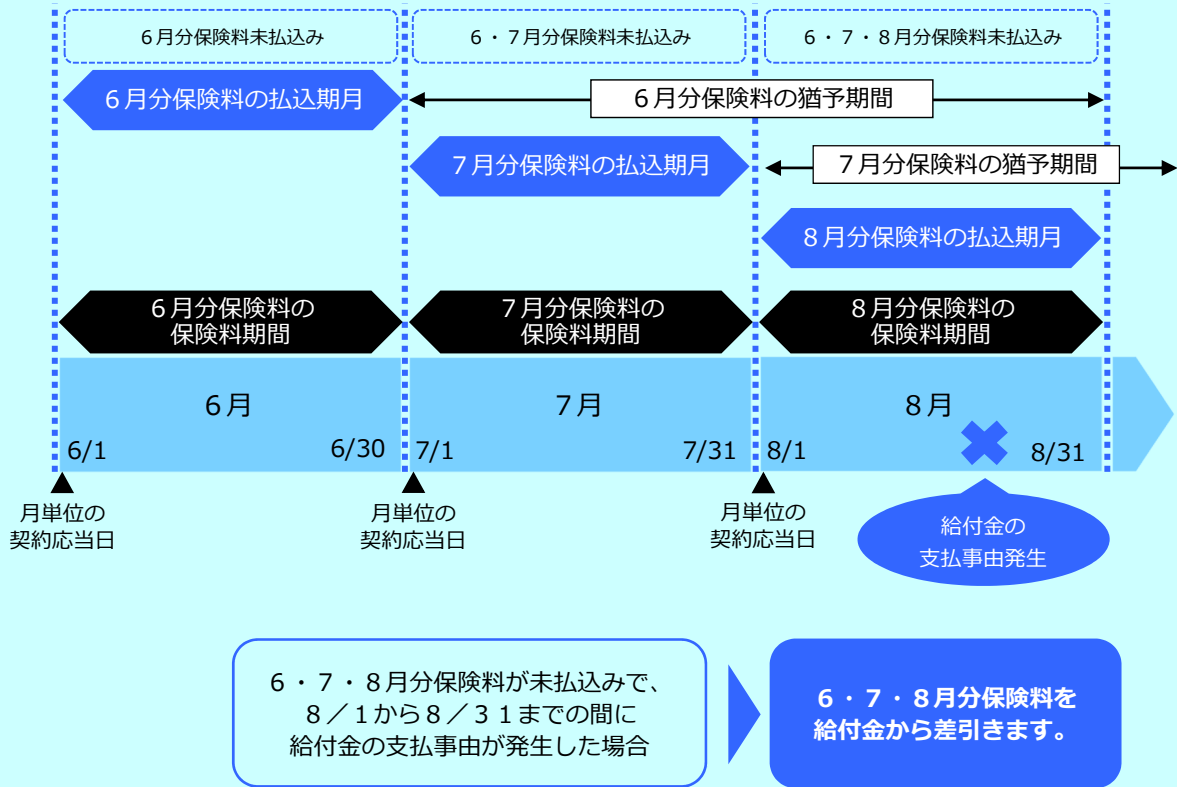 6月分保険料未払込み
6・7月分保険料未払込み
6・7・8月分保険料未払込み
6月分保険料の払込期月
6月分保険料の猶予期間
7月分保険料の払込期月
7月分保険料の猶予期間
8月分保険料の払込期月
6月分保険料の
保険料期間
7月分保険料の
保険料期間
8月分保険料の
保険料期間
6月
7月
8月
6/1
6/30
7/1
7/31
8/1
8/31
月単位の
契約応当日
月単位の
契約応当日
月単位の
契約応当日
給付金の
支払事由発生
6・7・8月分保険料が未払込みで、
8／1から8／31までの間に
給付金の支払事由が発生した場合
6・7・8月分保険料を
給付金から差引きます。